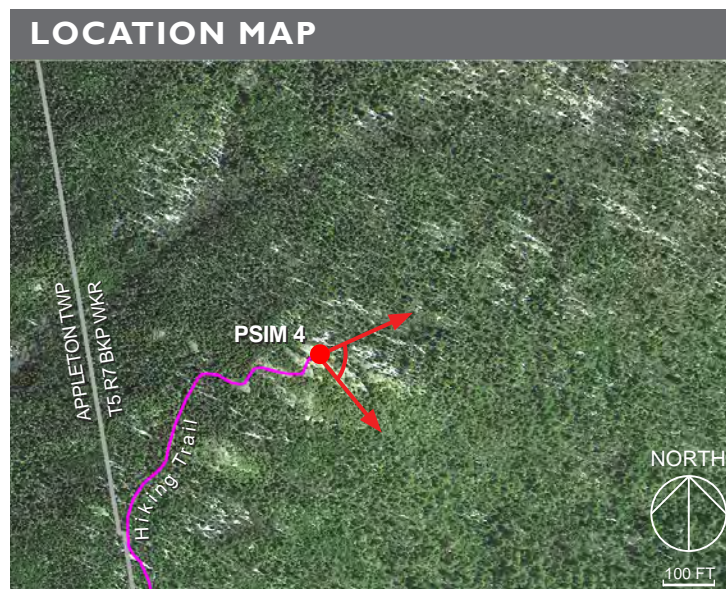 LOCATION MAP
APPLETON TWP
T5 R7 BKP WKR
PSIM 4
Hiking Trail
NORTH
100 FT